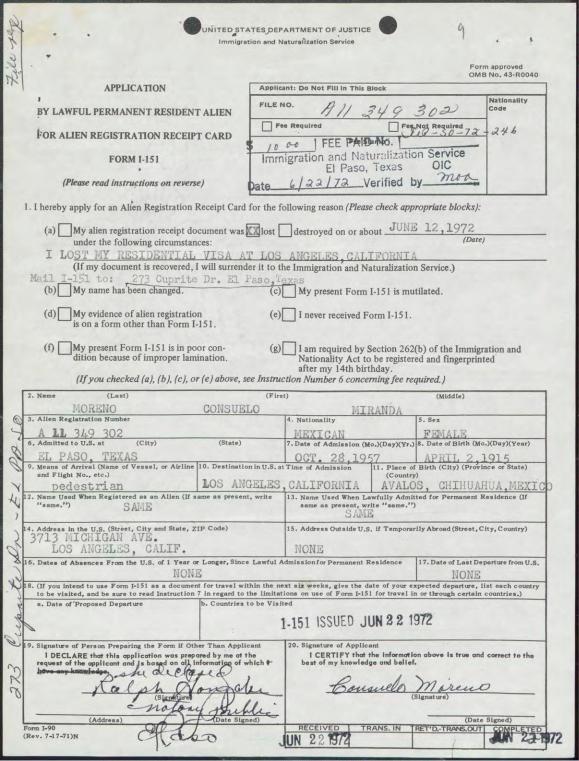 UNITED STATES DEPARTMENT OF JUSTICE
Immigration and Naturalization Service
9
Form approved
OMB No. 43-R0040
APPLICATION
BY LAWFUL PERMANENT RESIDENT ALIEN
FOR ALIEN REGISTRATION RECEIPT CARD
FORM I-151
(Please read instructions on reverse)
Applicant: Do Not Fill In This Block
FILE NO. A11 349 302
Nationality Code
Fee Required
Fee Not Required
$ 10 00 FEE PAID No.
Immigration and Naturalization Service
El Paso, Texas OIC
Date 6/22/72 Verified by
1. I hereby apply for an Alien Registration Receipt Card for the following reason (Please check appropriate blocks):
(a) My alien registration receipt document was XX lost destroyed on or about JUNE 12,1972
under the following circumstances: (Date)
I LOST MY RESIDENTIAL VISA AT LOS ANGELES, CALIFORNIA
(If my document is recovered, I will surrender it to the Immigration and Naturalization Service.)
Mail I-151 to: 273 Cuprite Dr. El Paso, Texas
(b) My name has been changed. (c) My present Form I-151 is mutilated.
(d) My evidence of alien registration is on a form other than Form I-151. (e) I never received Form I-151.
(f) My present Form I-151 is in poor condition because of improper lamination. (g) I am required by Section 262(b) of the Immigration and Nationality Act to be registered and fingerprinted after my 14th birthday.
(If you checked (a), (b), (c), or (e) above, see Instruction Number 6 concerning fee required.)
2. Name (Last) (First) (Middle)
MORENO CONSUELO MIRANDA
3. Alien Registration Number 4. Nationality 5. Sex
A 11 349 302 MEXICAN FEMALE
6. Admitted to U.S. at (City) (State) 7. Date of Admission (Mo.)(Day)(Yr.) 8. Date of Birth (Mo.)(Day)(Year)
EL PASO, TEXAS OCT. 28,1957 APRIL 2,1915
9. Means of Arrival (Name of Vessel, or Airline and Flight No., etc.) 10. Destination in U.S. at Time of Admission 11. Place of Birth (City) (Province or State) (Country)
pedestrian LOS ANGELES, CALIFORNIA AVALOS, CHIHUAHUA, MEXICO
12. Name Used When Registered as an Alien (If same as present, write "same.") 13. Name Used When Lawfully Admitted for Permanent Residence (If same as present, write "same.")
SAME SAME
14. Address in the U.S. (Street, City and State, ZIP Code) 15. Address Outside U.S. if Temporarily Abroad (Street, City, Country)
3713 MICHIGAN AVE.
LOS ANGELES, CALIF. NONE
16. Dates of Absences From the U.S. of 1 Year or Longer, Since Lawful Admission for Permanent Residence 17. Date of Last Departure from U.S.
NONE NONE
18. (If you intend to use Form I-151 as a document for travel within the next six weeks, give the date of your expected departure, list each country to be visited, and be sure to read Instruction 7 in regard to the limitations on use of Form I-151 for travel in or through certain countries.)
a. Date of Proposed Departure b. Countries to be Visited
I-151 ISSUED JUN 22 1972
19. Signature of Person Preparing the Form if Other Than Applicant 20. Signature of Applicant
I DECLARE that this application was prepared by me at the request of the applicant and is based on all information of which I have any knowledge. she declared
I CERTIFY that the information above is true and correct to the best of my knowledge and belief.
Ralph Gonzales Consuelo Moreno
(Signature) (Signature)
notary Public
(Address) (Date Signed) (Date Signed)
El Paso
Form I-90
(Rev. 7-17-71)N
RECEIVED TRANS. IN RET'D.-TRANS. OUT COMPLETED
JUN 22 1972 JUN 22 1972
273 Cuprite Dr. EL PASO